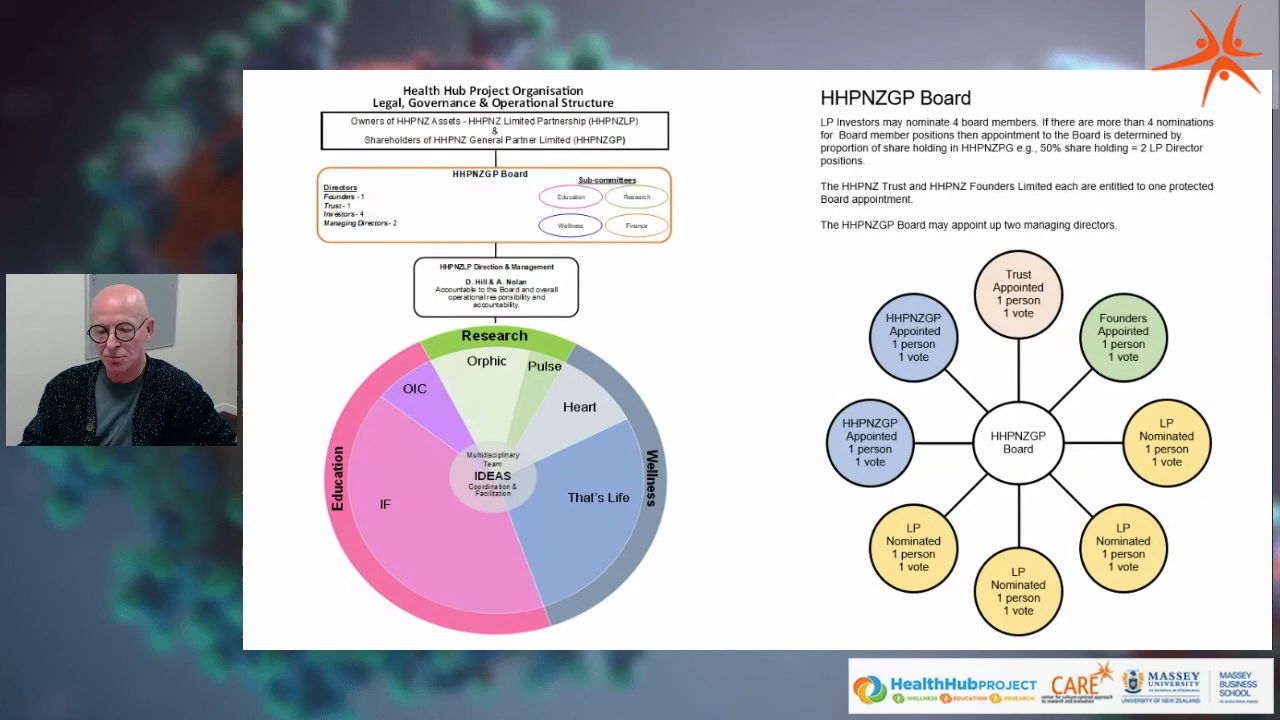 Health Hub Project Organisation
Legal, Governance & Operational Structure
Owners of HHPNZ Assets - HHPNZ Limited Partnership (HHPNZLP)
&
Shareholders of HHPNZ General Partner Limited (HHPNZGP)
HHPNZGP Board
Directors
Founders - 1
Trust - 1
Investors - 4
Managing Directors - 2
Sub-committees
Education
Research
Wellness
Finance
HHPNZLP Direction & Management
D. Hill & A. Nolan
Accountable to the Board and overall
operational responsibility and
accountability.
Research
Orphic
Pulse
OIC
Heart
Education
Multidisciplinary
Team
IDEAS
Coordination &
Facilitation
Wellness
IF
That's Life
HHPNZGP Board
LP Investors may nominate 4 board members. If there are more than 4 nominations
for Board member positions then appointment to the Board is determined by
proportion of share holding in HHPNZPG e.g., 50% share holding = 2 LP Director
positions.
The HHPNZ Trust and HHPNZ Founders Limited each are entitled to one protected
Board appointment.
The HHPNZGP Board may appoint up two managing directors.
Trust
Appointed
1 person
1 vote
HHPNZGP
Appointed
1 person
1 vote
Founders
Appointed
1 person
1 vote
HHPNZGP
Appointed
1 person
1 vote
HHPNZGP
Board
LP
Nominated
1 person
1 vote
LP
Nominated
1 person
1 vote
LP
Nominated
1 person
1 vote
LP
Nominated
1 person
1 vote
HealthHubPROJECT
WELLNESS EDUCATION RESEARCH
CARE
center for culture-centred approach
to research and evaluation
MASSEY
UNIVERSITY
UNIVERSITY OF NEW ZEALAND
MASSEY
BUSINESS
SCHOOL